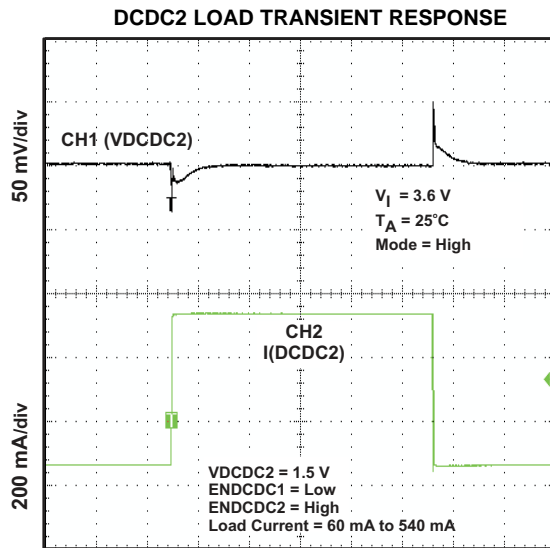 DCDC2 LOAD TRANSIENT RESPONSE
50 mV/div
CH1 (VDCDC2)
T
V_I = 3.6 V
T_A = 25°C
Mode = High
CH2
I(DCDC2)
200 mA/div
T
VDCDC2 = 1.5 V
ENDCDC1 = Low
ENDCDC2 = High
Load Current = 60 mA to 540 mA